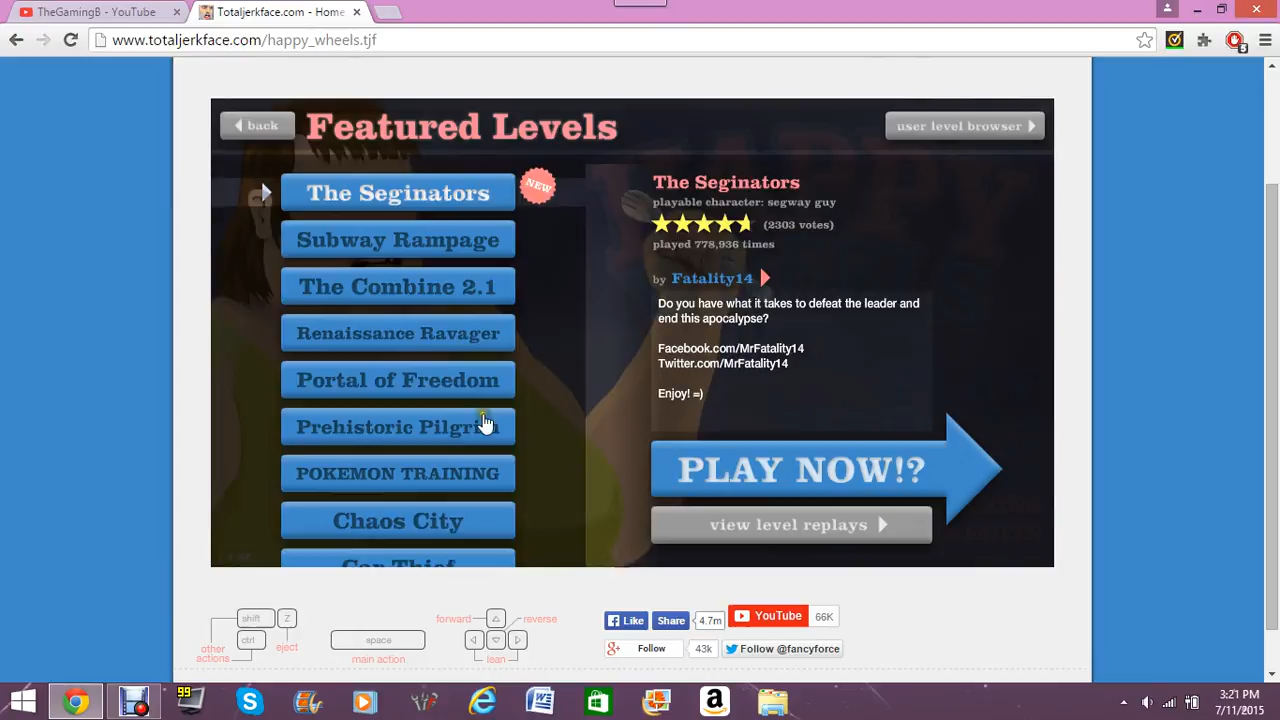 TheGamingB - YouTube
Totaljerkface.com - Home
www.totaljerkface.com/happy_wheels.tjf
back
Featured Levels
user level browser
The Seginators
NEW
Subway Rampage
The Combine 2.1
Renaissance Ravager
Portal of Freedom
Prehistoric Pilgrim
POKEMON TRAINING
Chaos City
Car Thief
The Seginators
playable character: segway guy
(2303 votes)
played 778,936 times
by Fatality14
Do you have what it takes to defeat the leader and
end this apocalypse?
Facebook.com/MrFatality14
Twitter.com/MrFatality14
Enjoy! =)
PLAY NOW!?
view level replays
shift
Z
ctrl
other
actions
eject
space
main action
forward
reverse
lean
Like
Share
4.7m
YouTube
66K
Follow
43k
Follow @fancyforce
99
3:21 PM
7/11/2015